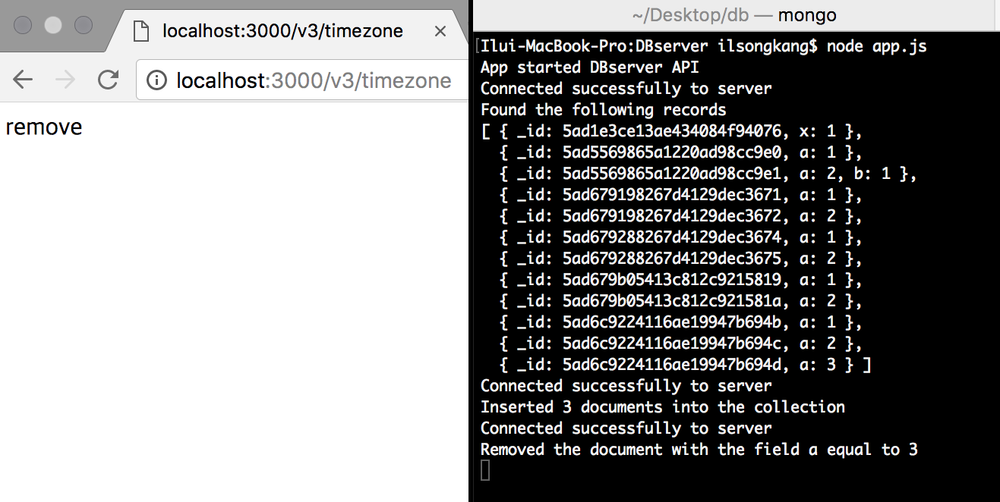 localhost:3000/v3/timezone
localhost:3000/v3/timezone
remove
~/Desktop/db — mongo
[Ilui-MacBook-Pro:DBserver ilsongkang$ node app.js
App started DBserver API
Connected successfully to server
Found the following records
[ { _id: 5ad1e3ce13ae434084f94076, x: 1 },
  { _id: 5ad5569865a1220ad98cc9e0, a: 1 },
  { _id: 5ad5569865a1220ad98cc9e1, a: 2, b: 1 },
  { _id: 5ad679198267d4129dec3671, a: 1 },
  { _id: 5ad679198267d4129dec3672, a: 2 },
  { _id: 5ad679288267d4129dec3674, a: 1 },
  { _id: 5ad679288267d4129dec3675, a: 2 },
  { _id: 5ad679b05413c812c9215819, a: 1 },
  { _id: 5ad679b05413c812c921581a, a: 2 },
  { _id: 5ad6c9224116ae19947b694b, a: 1 },
  { _id: 5ad6c9224116ae19947b694c, a: 2 },
  { _id: 5ad6c9224116ae19947b694d, a: 3 } ]
Connected successfully to server
Inserted 3 documents into the collection
Connected successfully to server
Removed the document with the field a equal to 3